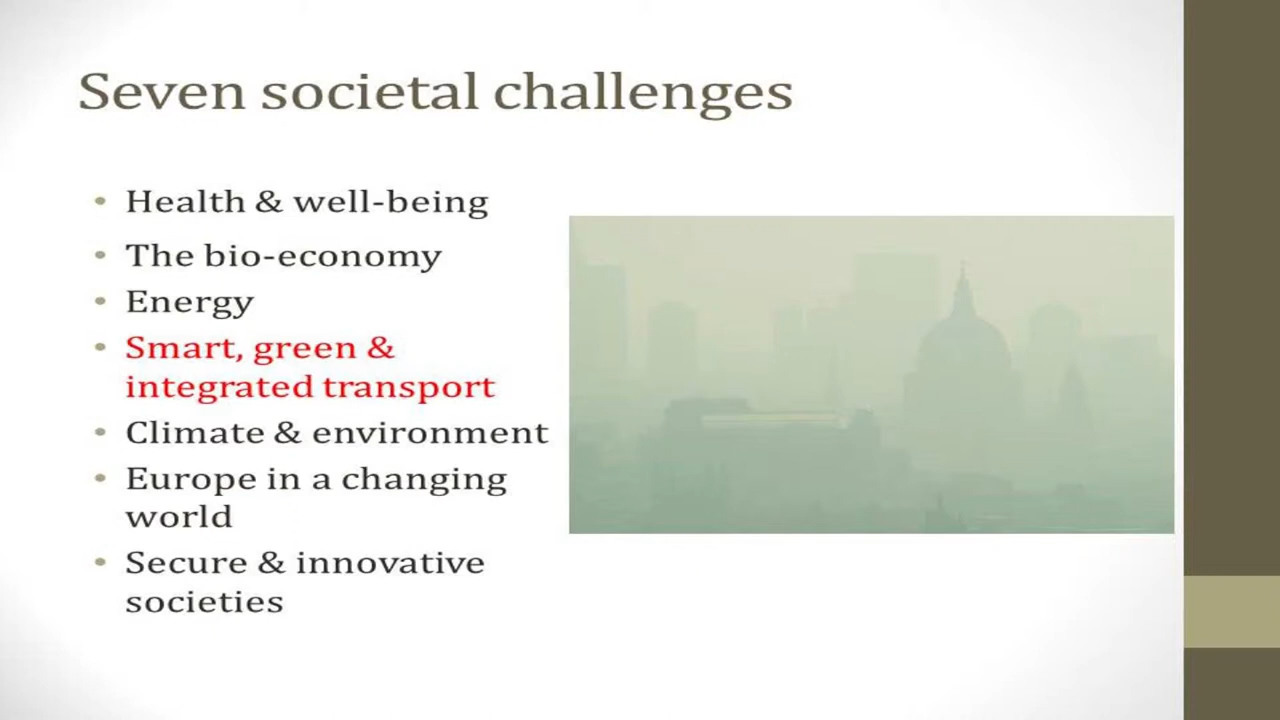 Seven societal challenges
• Health & well-being
• The bio-economy
• Energy
• Smart, green &
integrated transport
• Climate & environment
• Europe in a changing
world
• Secure & innovative
societies